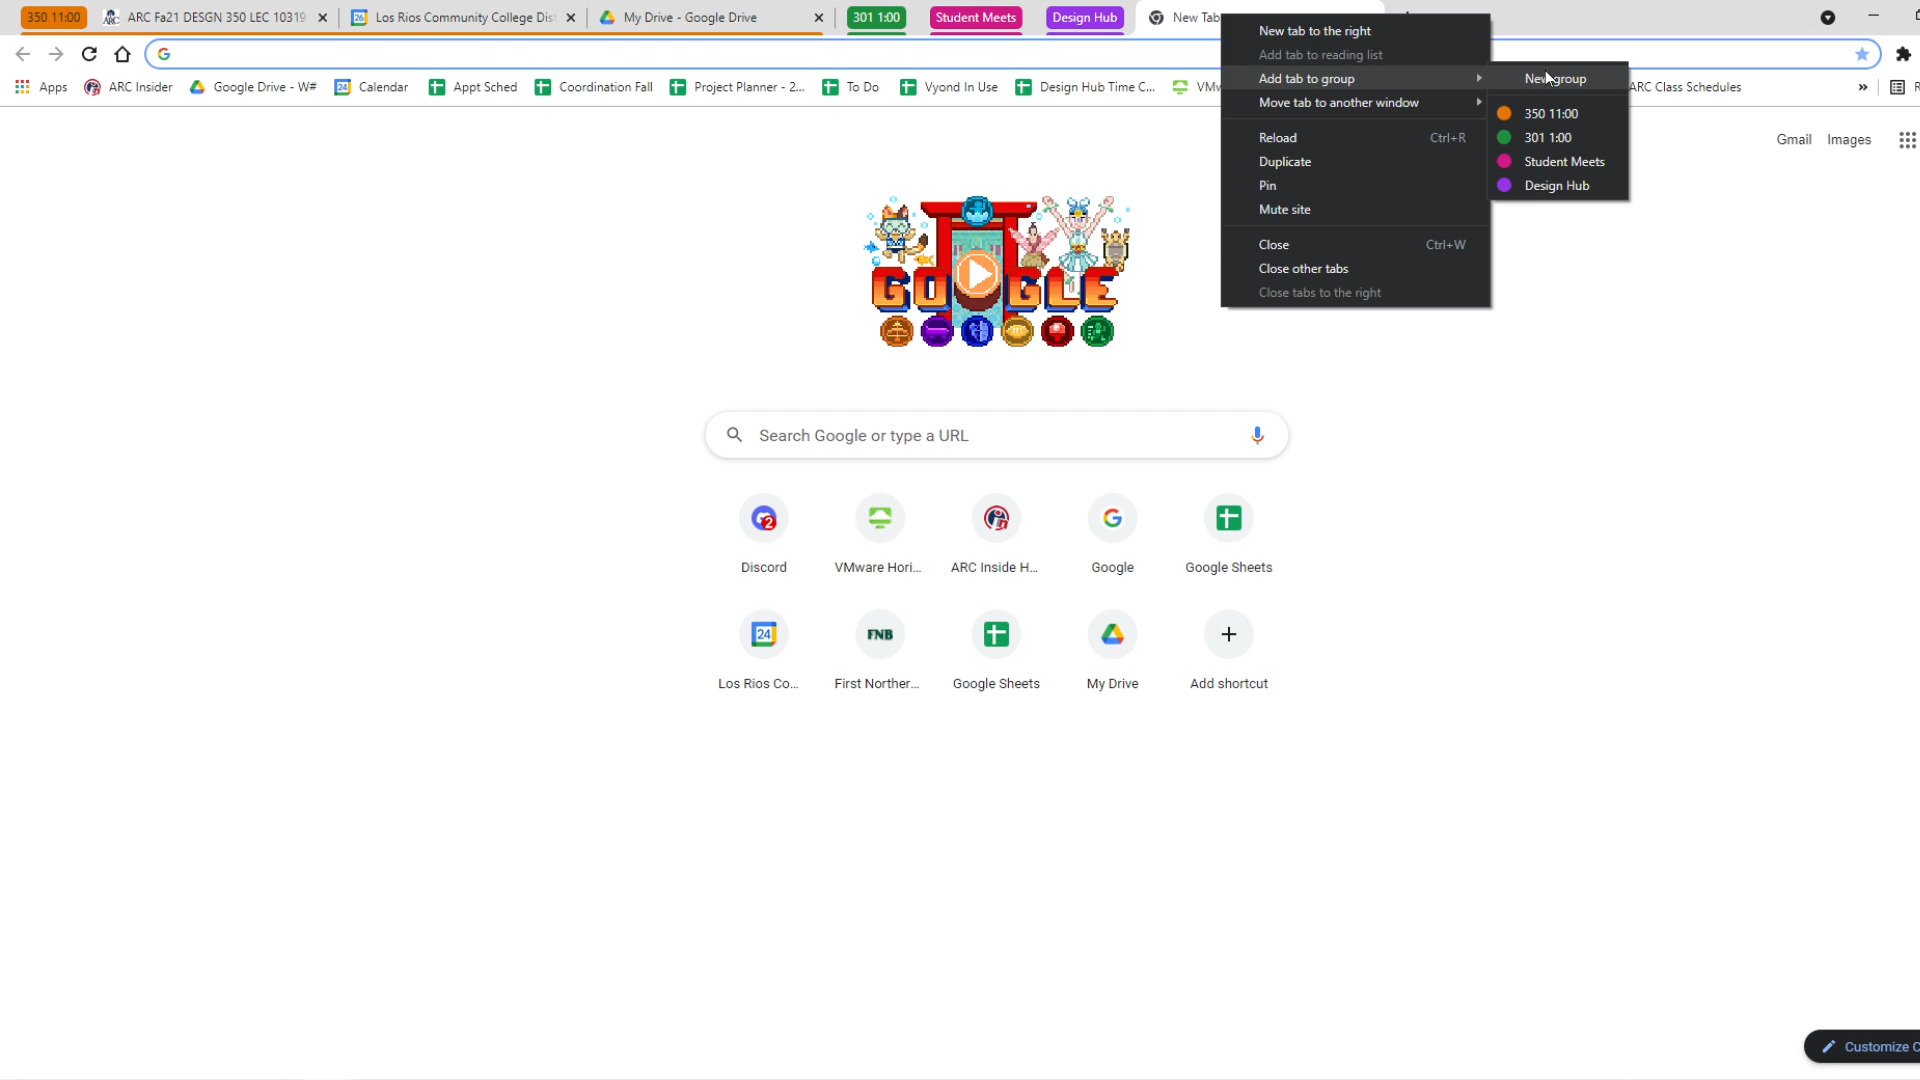 350 11:00 ARC Fa21 DESGN 350 LEC 10319 Los Rios Community College Dis My Drive - Google Drive 301 1:00 Student Meets Design Hub New Tab
Apps ARC Insider Google Drive - W# Calendar Appt Sched Coordination Fall Project Planner - 2... To Do Vyond In Use Design Hub Time C... ARC Class Schedules »
New tab to the right
Add tab to reading list
Add tab to group
Move tab to another window
Reload Ctrl+R
Duplicate
Pin
Mute site
Close Ctrl+W
Close other tabs
Close tabs to the right
New group
350 11:00
301 1:00
Student Meets
Design Hub
Gmail Images
GOOGLE
Search Google or type a URL
Discord VMware Hori... ARC Inside H... Google Google Sheets
24 FNB
Los Rios Co... First Norther... Google Sheets My Drive Add shortcut
Customize C